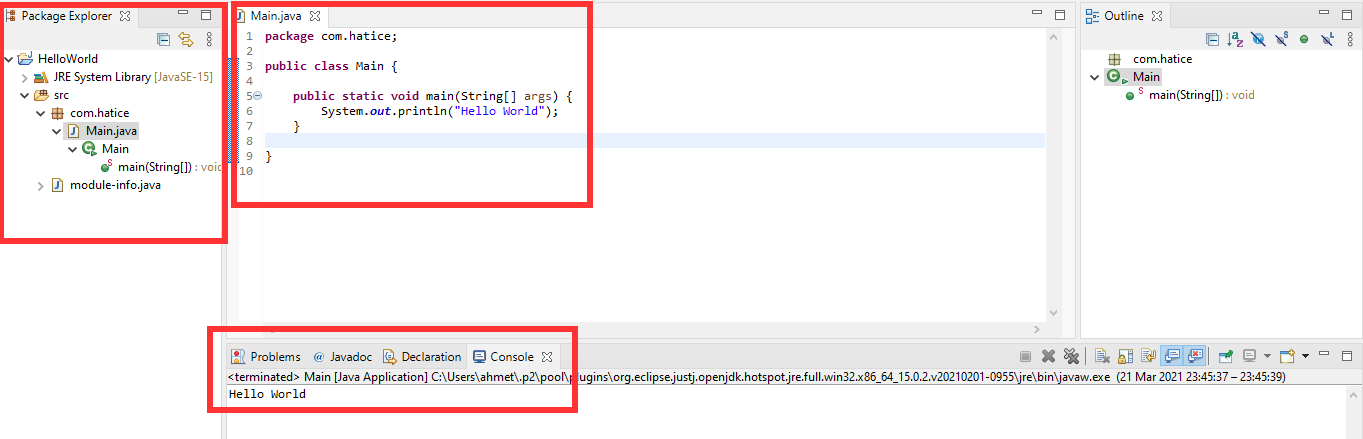 Package Explorer
HelloWorld
JRE System Library [JavaSE-15]
src
com.hatice
Main.java
Main
main(String[]) : void
module-info.java
Main.java
1 package com.hatice;
2
3 public class Main {
4
5 public static void main(String[] args) {
6 System.out.println("Hello World");
7 }
8
9 }
10
Outline
com.hatice
Main
main(String[]) : void
Problems @ Javadoc Declaration Console
<terminated> Main [Java Application] C:\Users\ahmet\.p2\pool\plugins\org.eclipse.justj.openjdk.hotspot.jre.full.win32.x86_64_15.0.2.v20210201-0955\jre\bin\javaw.exe (21 Mar 2021 23:45:37 – 23:45:39)
Hello World